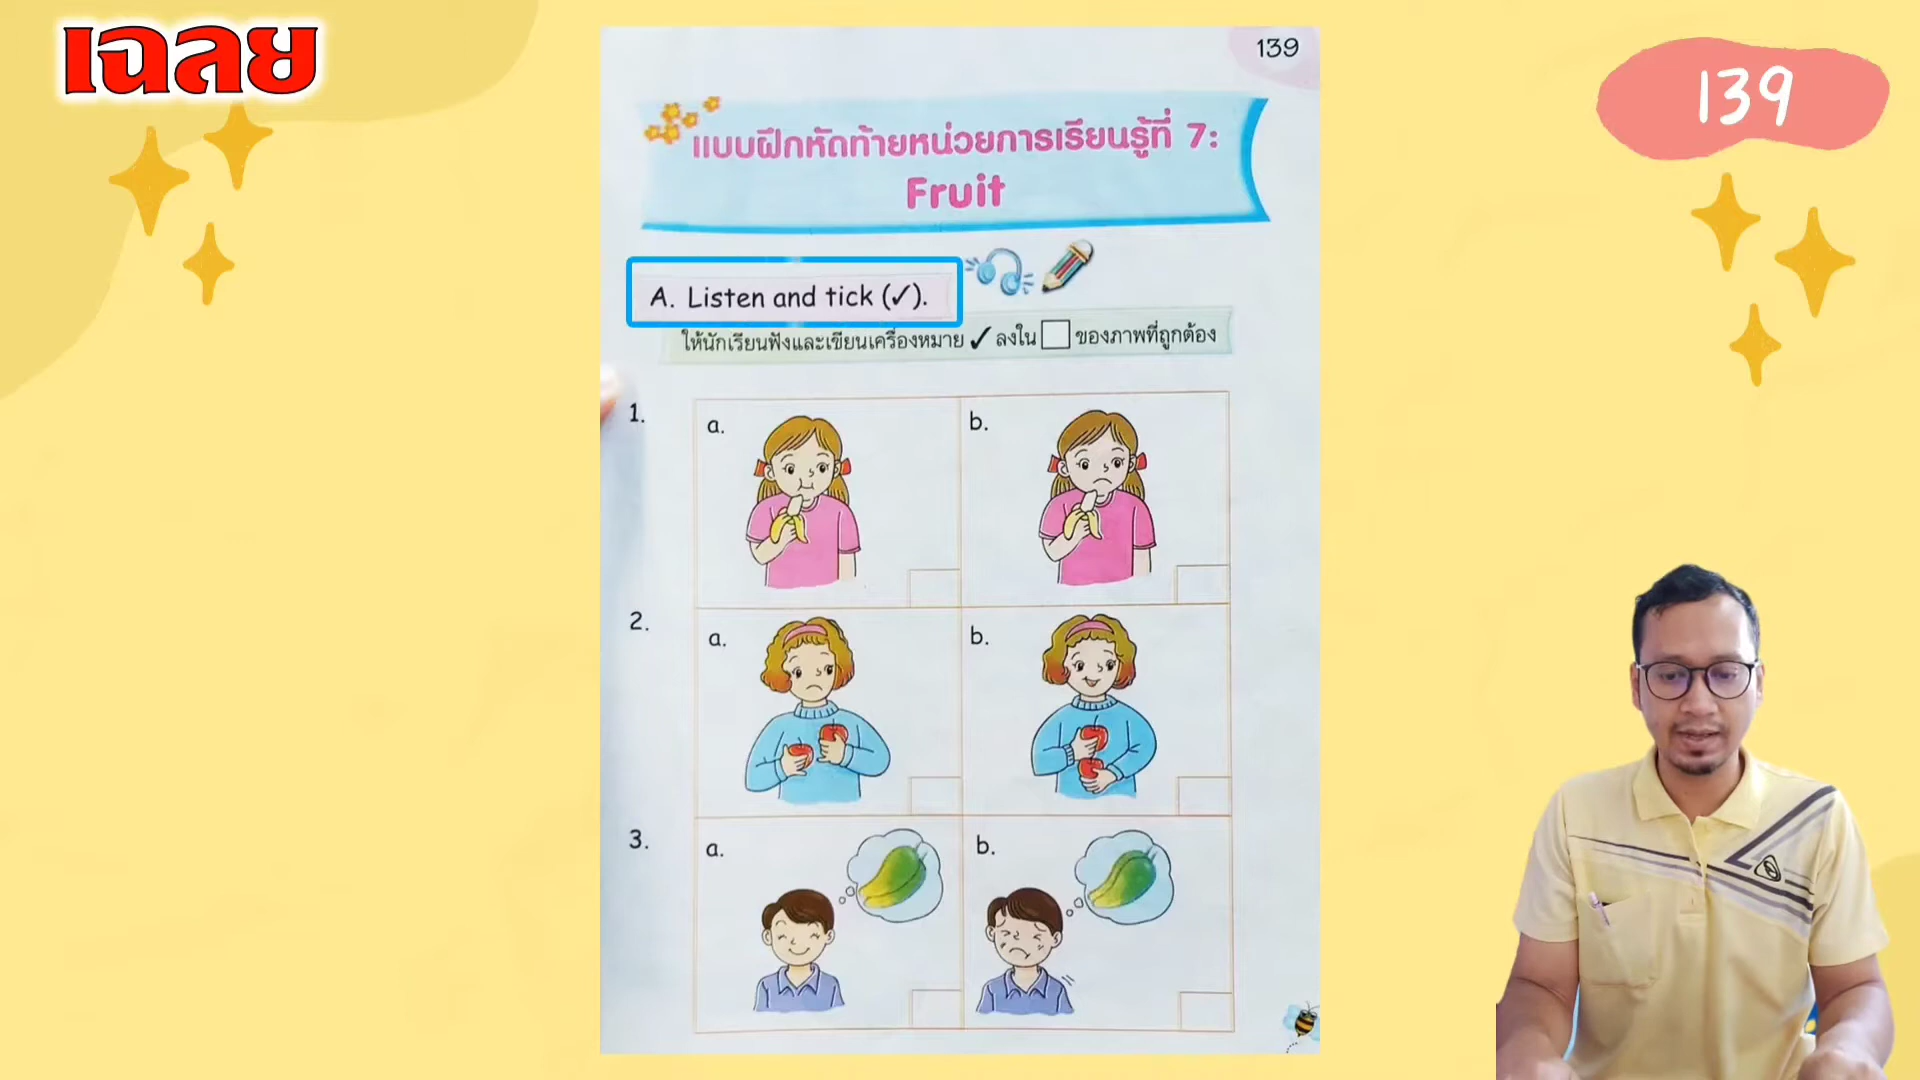 เฉลย
139
139
แบบฝึกหัดท้ายหน่วยการเรียนรู้ที่ 7:
Fruit
A. Listen and tick (✓).
ให้นักเรียนฟังและเขียนเครื่องหมาย ✓ ลงใน ☐ ของภาพที่ถูกต้อง
1.
a.
b.
2.
a.
b.
3.
a.
b.